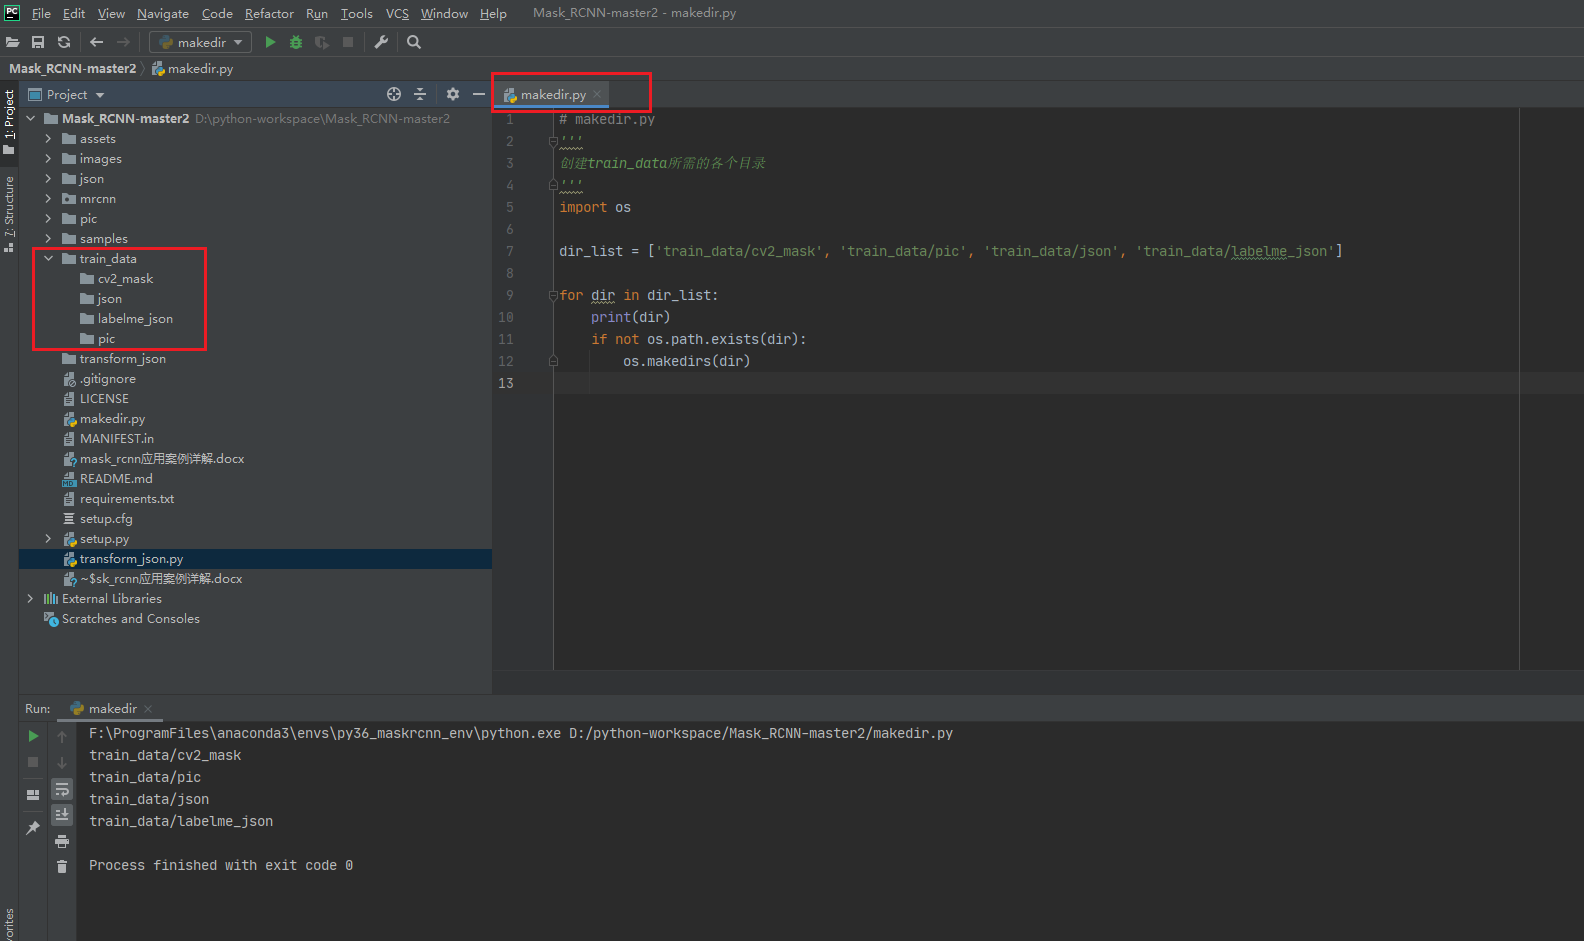 PC File Edit View Navigate Code Refactor Run Tools VCS Window Help Mask_RCNN-master2 - makedir.py
makedir
Mask_RCNN-master2 makedir.py
1: Project
7: Structure
vorites
Project
Mask_RCNN-master2 D:\python-workspace\Mask_RCNN-master2
assets
images
json
mrcnn
pic
samples
train_data
cv2_mask
json
labelme_json
pic
transform_json
.gitignore
LICENSE
makedir.py
MANIFEST.in
mask_rcnn应用案例详解.docx
README.md
requirements.txt
setup.cfg
setup.py
transform_json.py
~$sk_rcnn应用案例详解.docx
External Libraries
Scratches and Consoles
makedir.py
1 # makedir.py
2 '''
3 创建train_data所需的各个目录
4 '''
5 import os
6
7 dir_list = ['train_data/cv2_mask', 'train_data/pic', 'train_data/json', 'train_data/labelme_json']
8
9 for dir in dir_list:
10 print(dir)
11 if not os.path.exists(dir):
12 os.makedirs(dir)
13
Run: makedir
F:\ProgramFiles\anaconda3\envs\py36_maskrcnn_env\python.exe D:/python-workspace/Mask_RCNN-master2/makedir.py
train_data/cv2_mask
train_data/pic
train_data/json
train_data/labelme_json
Process finished with exit code 0